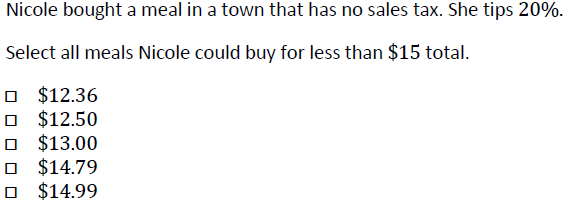 Nicole bought a meal in a town that has no sales tax. She tips 20%.
Select all meals Nicole could buy for less than $15 total.
□ $12.36
□ $12.50
□ $13.00
□ $14.79
□ $14.99